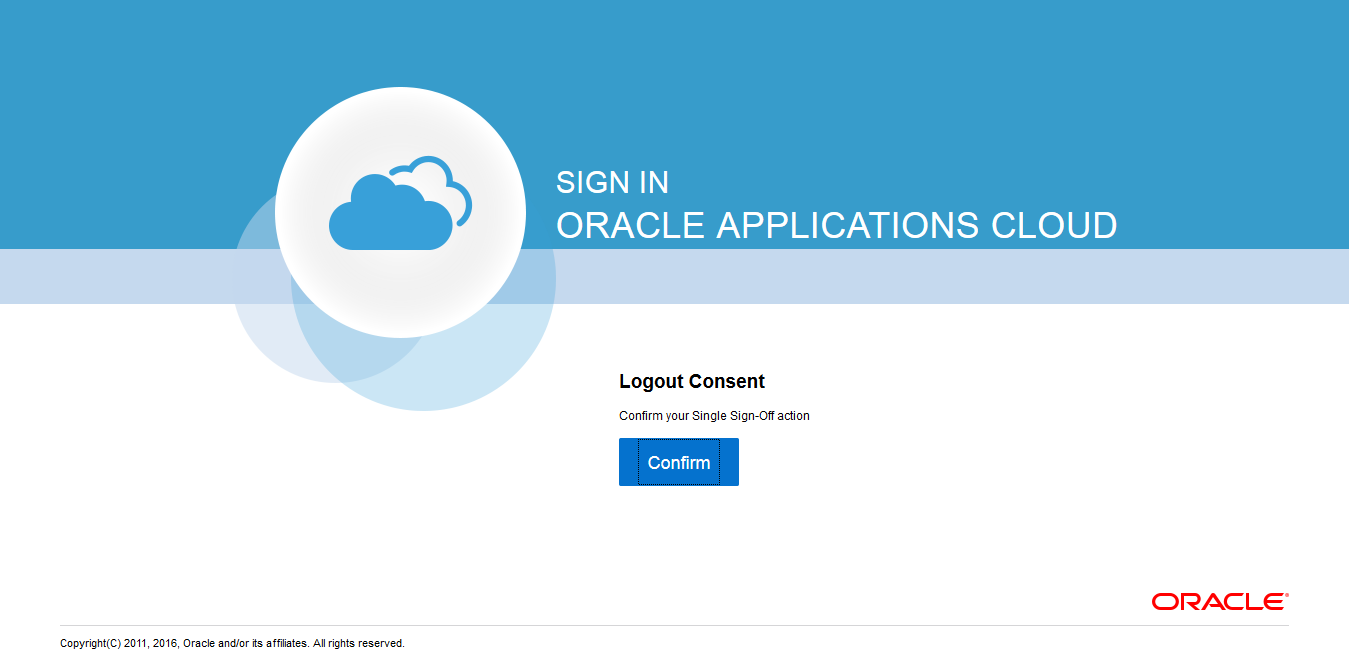 SIGN IN
ORACLE APPLICATIONS CLOUD
Logout Consent
Confirm your Single Sign-Off action
Confirm
ORACLE®
Copyright(C) 2011, 2016, Oracle and/or its affiliates. All rights reserved.